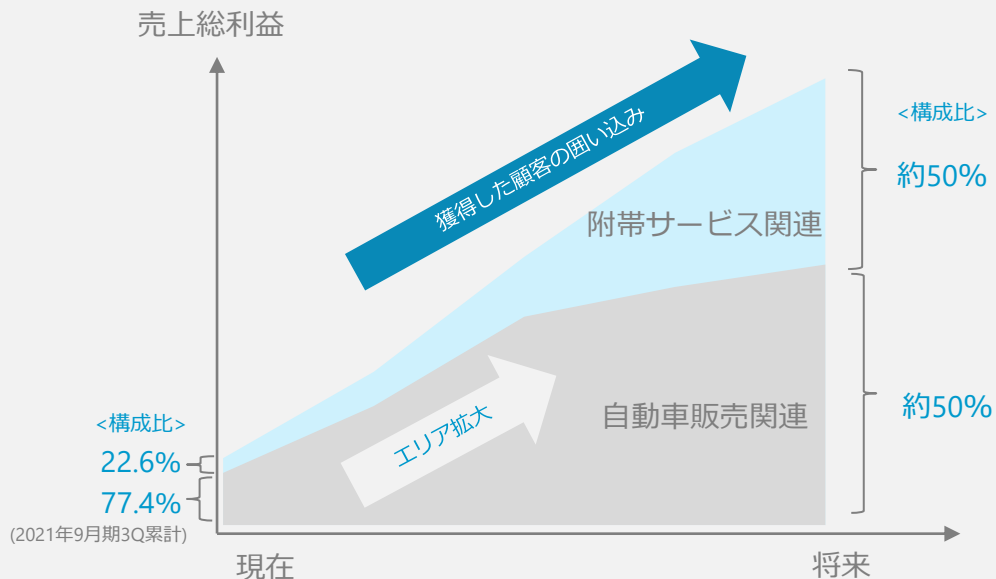 売上総利益
獲得した顧客の囲い込み
<構成比>
約50%
附帯サービス関連
自動車販売関連
約50%
エリア拡大
<構成比>
22.6%
77.4%
(2021年9月期3Q累計)
現在
将来